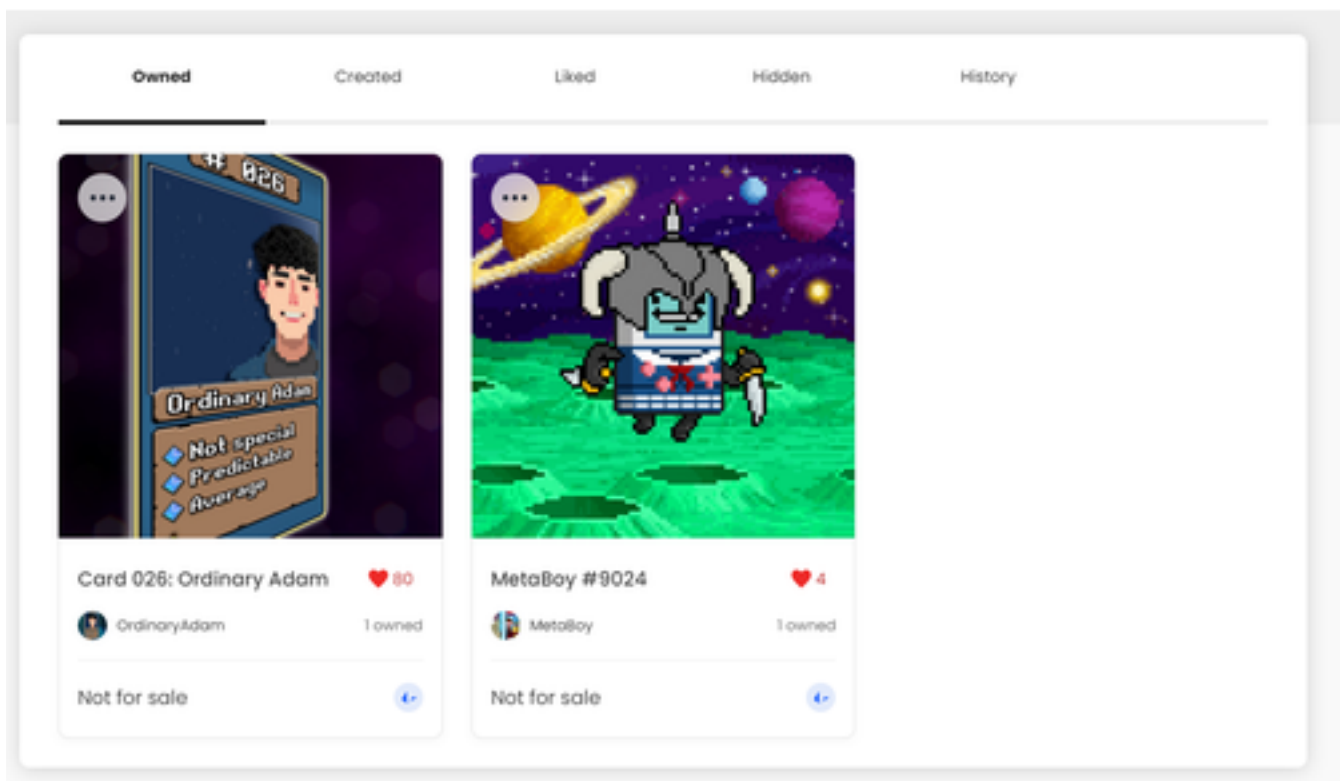 Owned Created Liked Hidden History
# 026
Ordinary Adam
Not special
Predictable
Average
Card 026: Ordinary Adam 80
OrdinaryAdam 1 owned
Not for sale
MetaBoy #9024 4
MetaBoy 1 owned
Not for sale